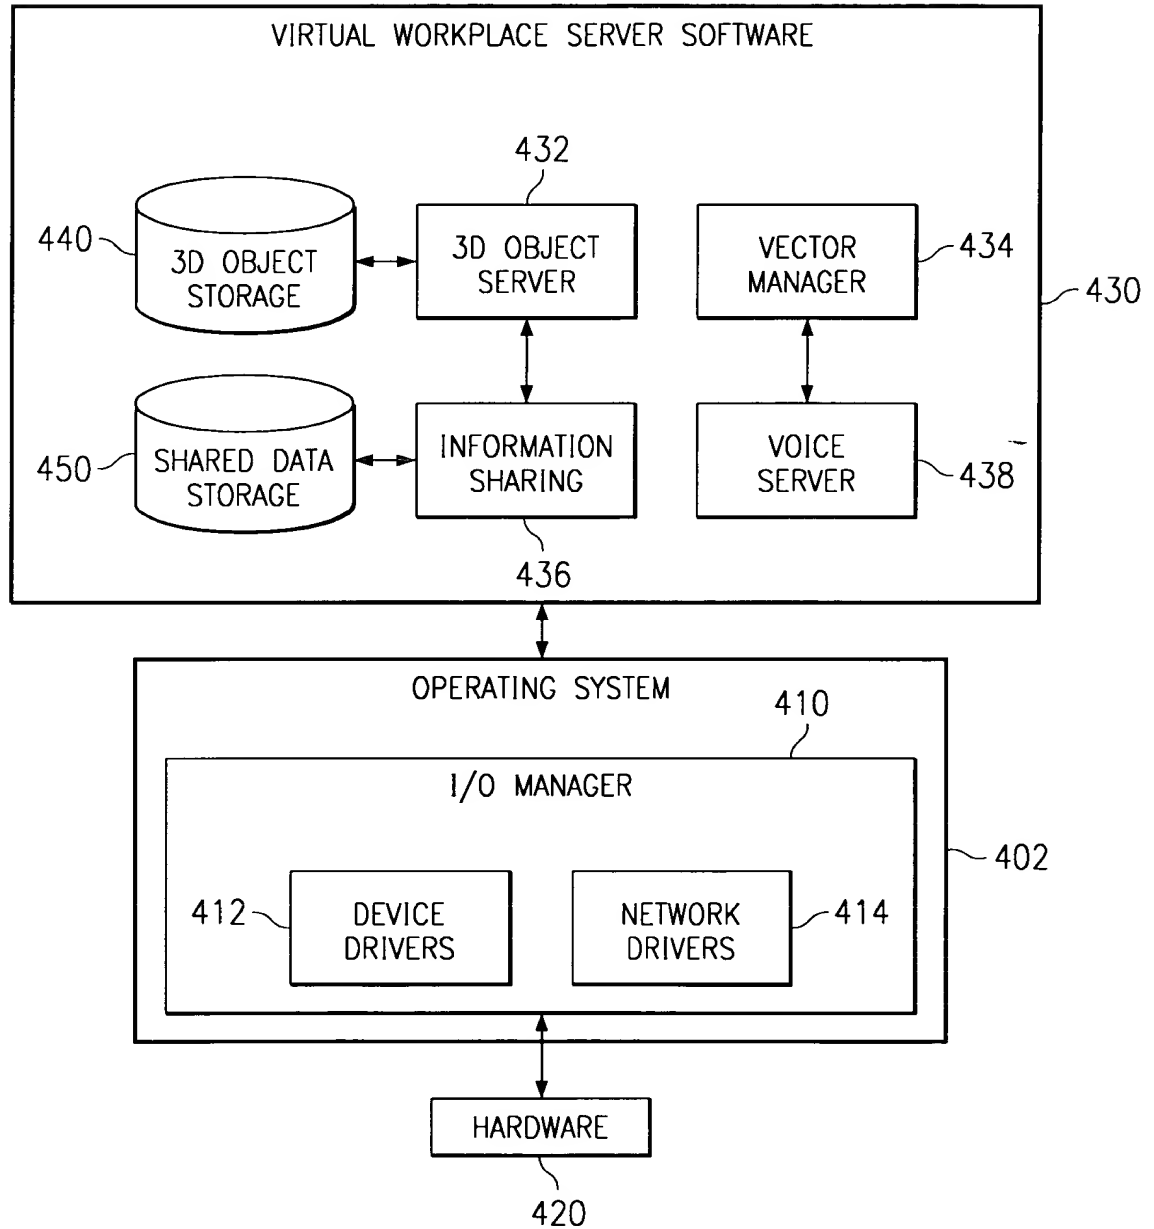 VIRTUAL WORKPLACE SERVER SOFTWARE
432
440
3D OBJECT
STORAGE
3D OBJECT
SERVER
VECTOR
MANAGER
434
430
450
SHARED DATA
STORAGE
INFORMATION
SHARING
VOICE
SERVER
438
436
OPERATING SYSTEM
410
I/O MANAGER
402
412
DEVICE
DRIVERS
NETWORK
DRIVERS
414
HARDWARE
420